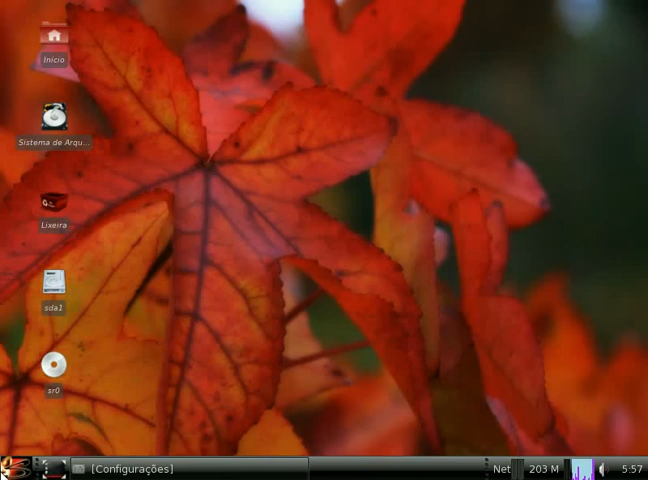 Início
Sistema de Arqu...
Lixeira
sda1
sr0
[Configurações]
Net
203 M
5:57